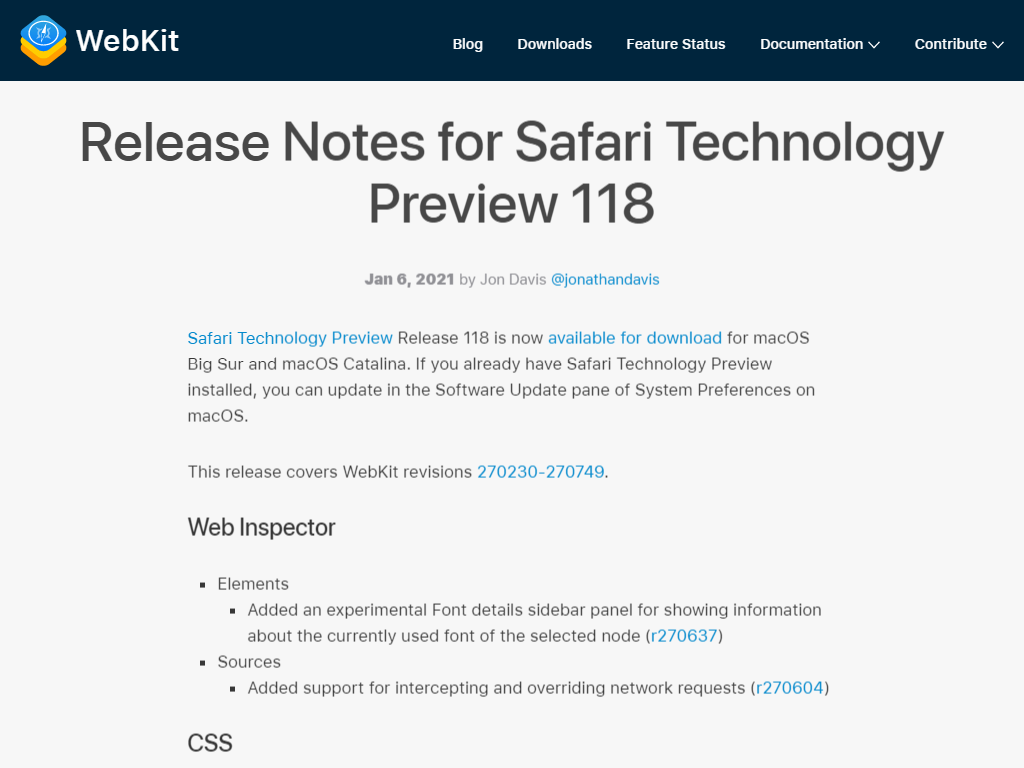 WebKit
Blog
Downloads
Feature Status
Documentation
Contribute
Release Notes for Safari Technology
Preview 118
Jan 6, 2021 by Jon Davis @jonathandavis
Safari Technology Preview Release 118 is now available for download for macOS
Big Sur and macOS Catalina. If you already have Safari Technology Preview
installed, you can update in the Software Update pane of System Preferences on
macOS.
This release covers WebKit revisions 270230-270749.
Web Inspector
▪ Elements
▪ Added an experimental Font details sidebar panel for showing information
about the currently used font of the selected node (r270637)
▪ Sources
▪ Added support for intercepting and overriding network requests (r270604)
CSS